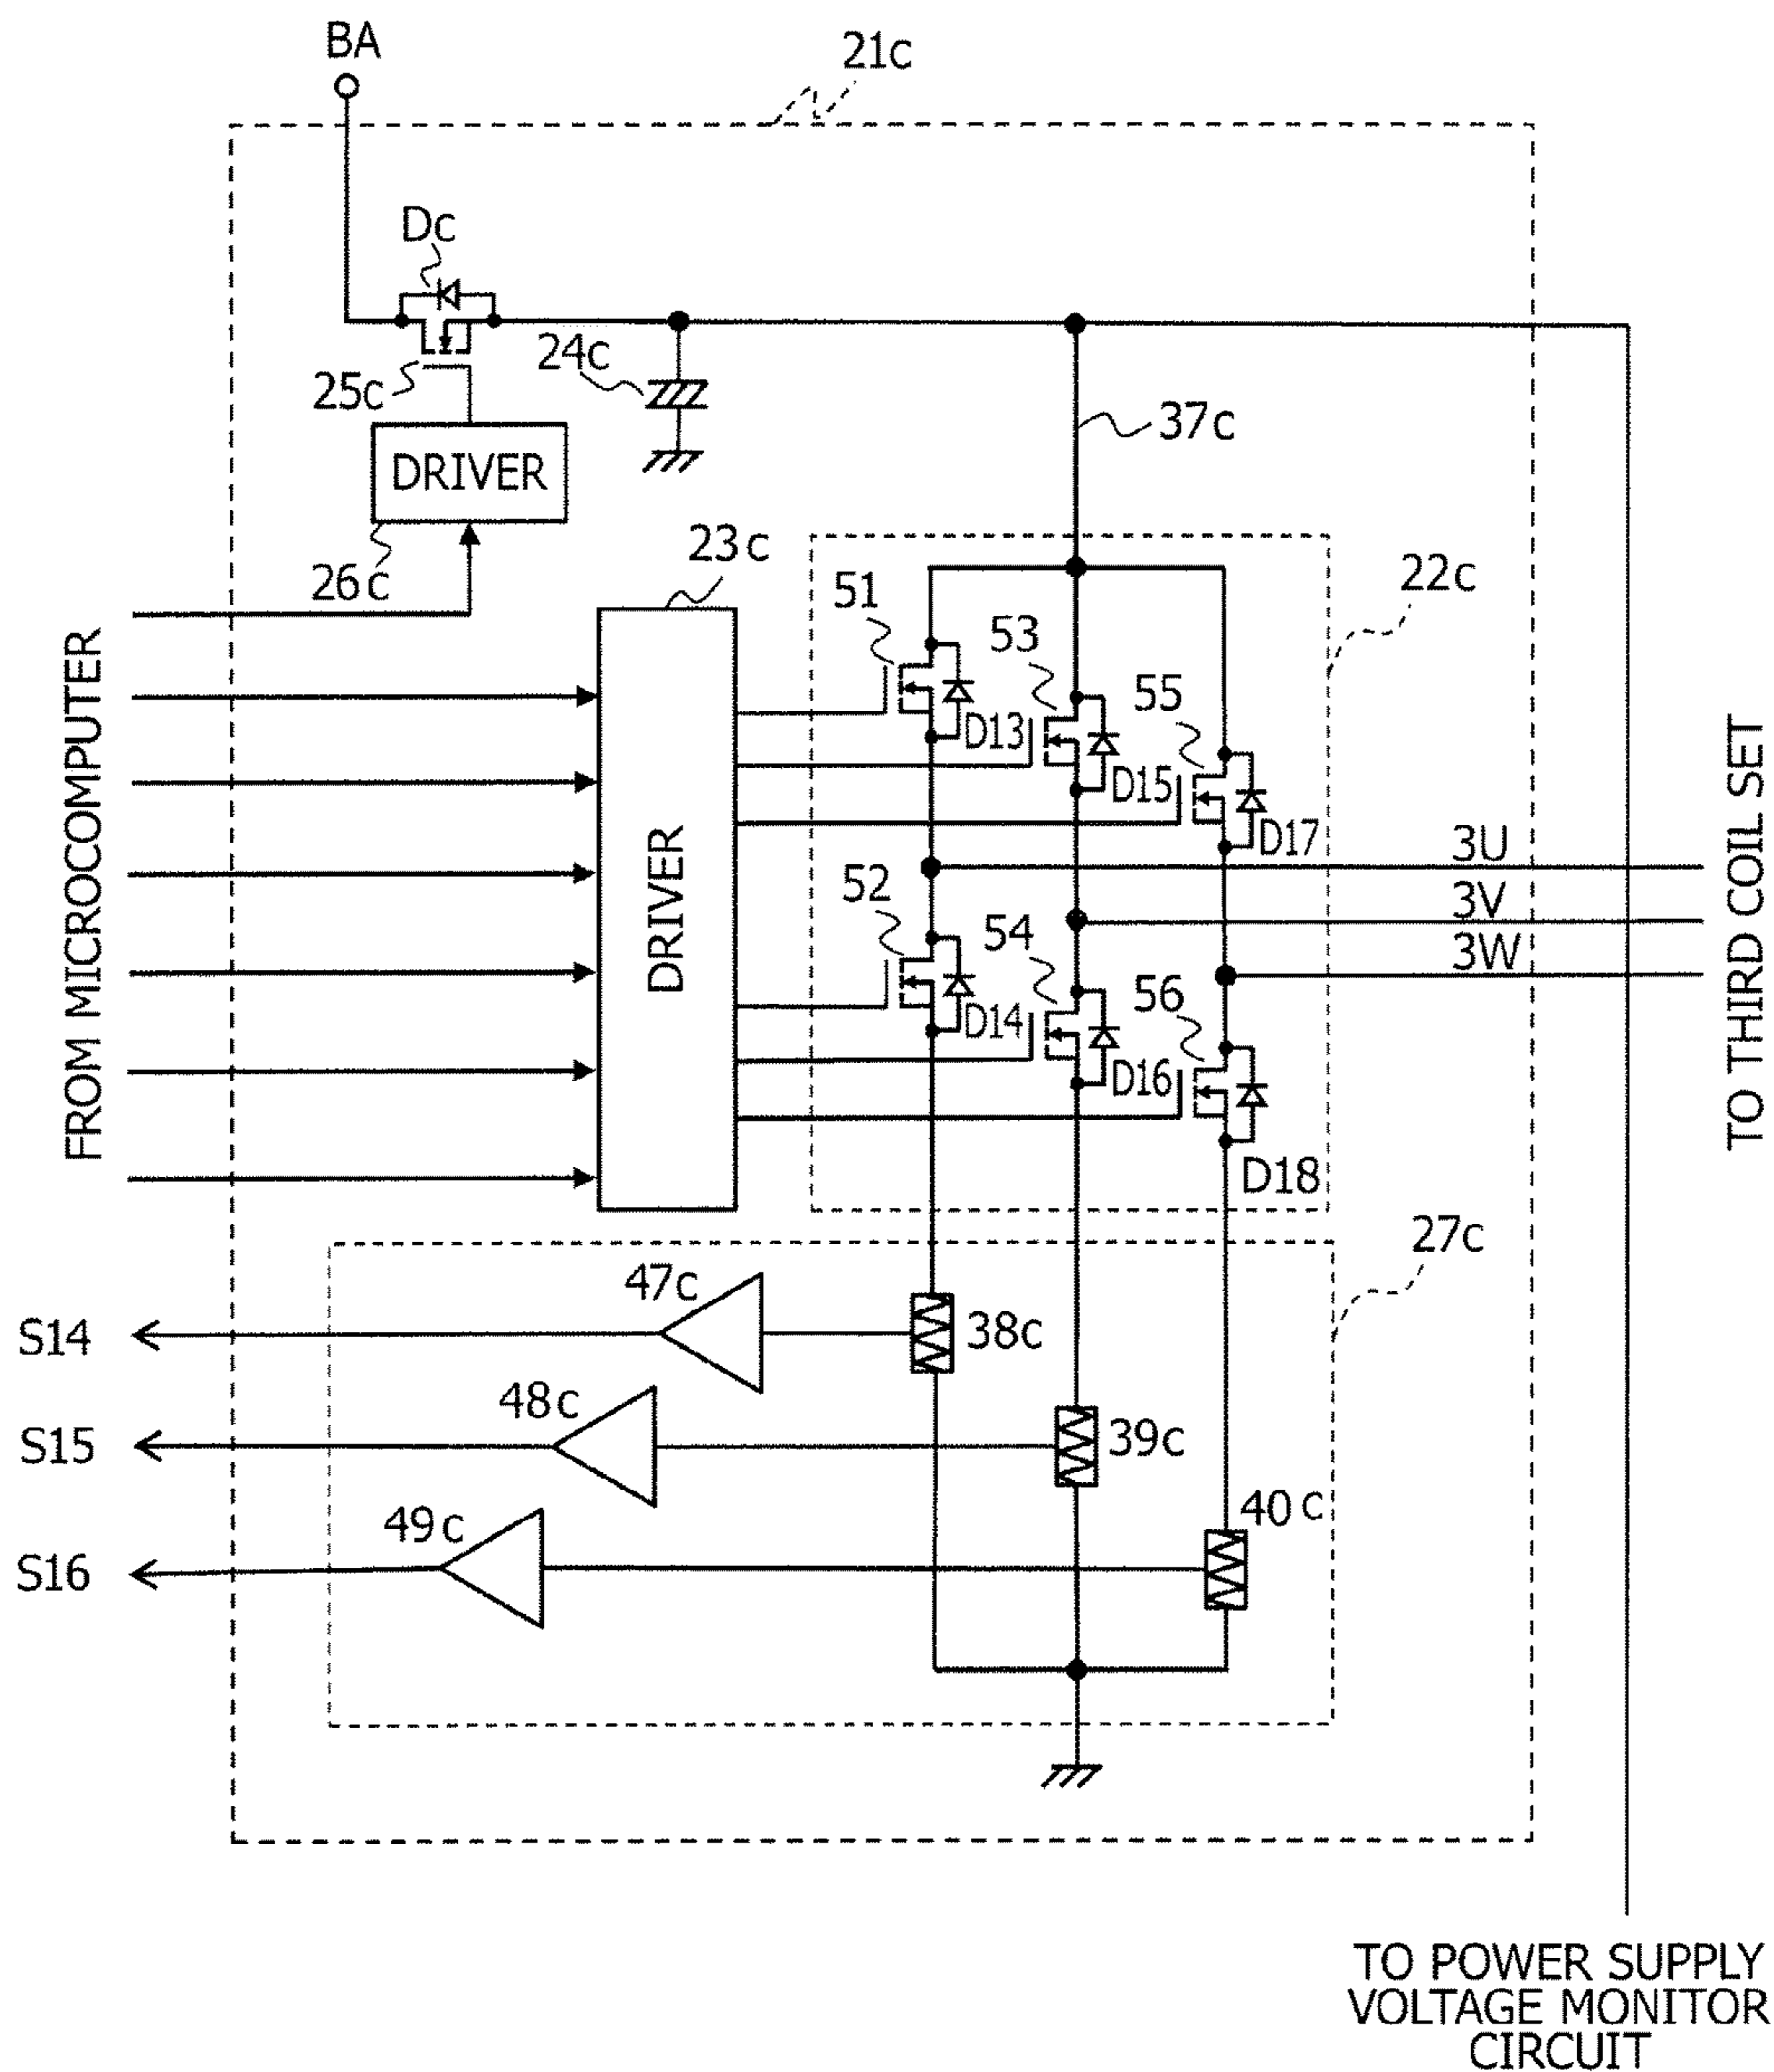 BA
21c
Dc
24c
25c
37c
DRIVER
26c
23c
22c
51
53
55
FROM MICROCOMPUTER
D13
D15
D17
DRIVER
TO THIRD COIL SET
3U
52
3V
54
3W
56
D14
D16
D18
27c
47c
S14
38c
48c
S15
39c
49c
40c
S16
TO POWER SUPPLY
VOLTAGE MONITOR
CIRCUIT